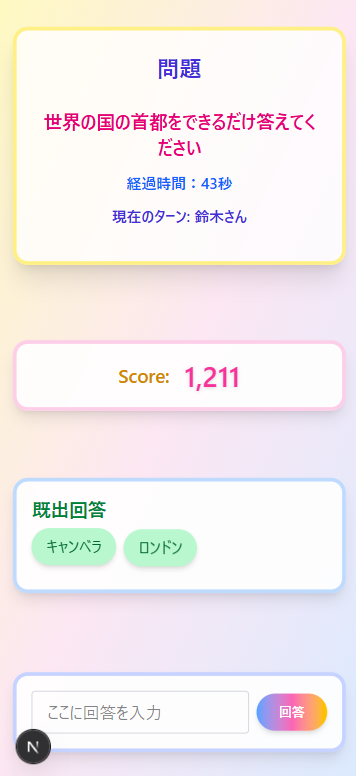 問題
世界の国の首都をできるだけ答えてく
ださい
経過時間：43秒
現在のターン: 鈴木さん
Score: 1,211
既出回答
キャンベラ ロンドン
ここに回答を入力 回答
N